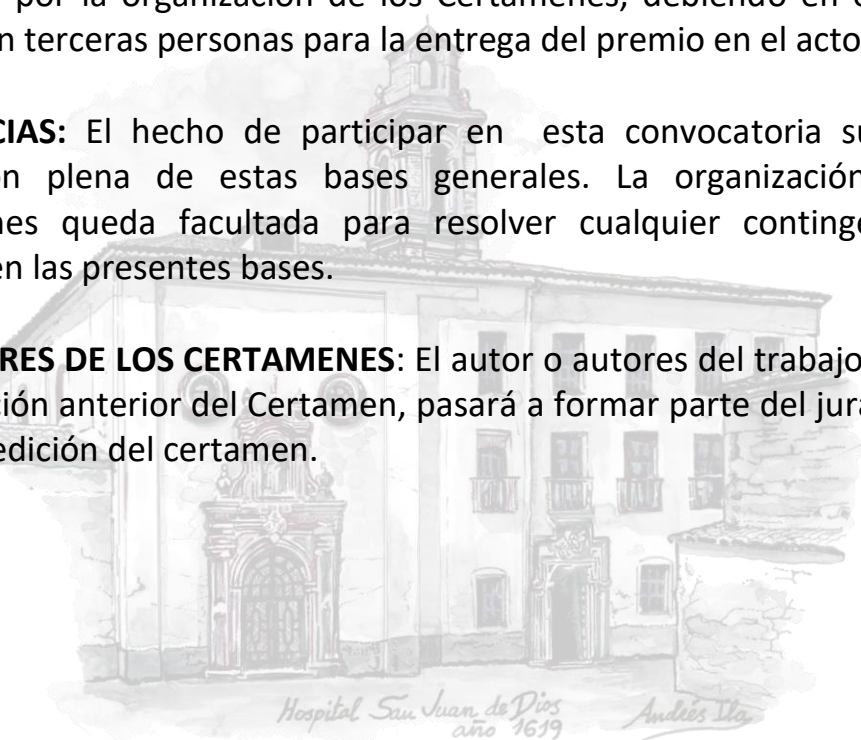 por la organización de los Certámenes, debiendo en
n terceras personas para la entrega del premio en el acto
CIAS: El hecho de participar en esta convocatoria su
ón plena de estas bases generales. La organización
nes queda facultada para resolver cualquier conting
en las presentes bases.
RES DE LOS CERTAMENES: El autor o autores del trabajo
ción anterior del Certamen, pasará a formar parte del jura
edición del certamen.
Hospital San Juan de Dios
año 1619
Andrés